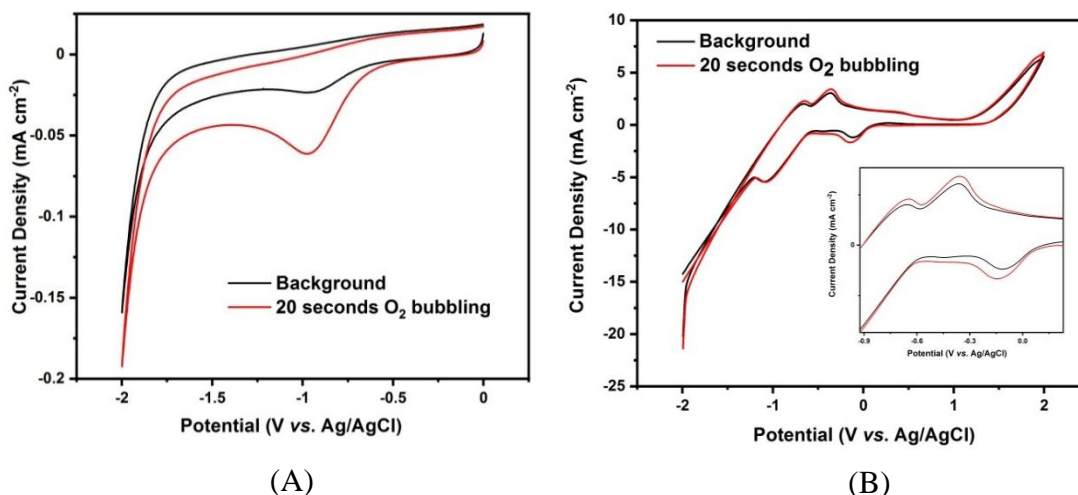 0
-0.05
-0.1
-0.15
-0.2
Current Density (mA cm⁻²)
Background
20 seconds O₂ bubbling
-2
-1.5
-1
-0.5
0
Potential (V vs. Ag/AgCl)
(A)
10
5
0
-5
-10
-15
-20
-25
Current Density (mA cm⁻²)
Background
20 seconds O₂ bubbling
-2
-1
0
1
2
Potential (V vs. Ag/AgCl)
0
Current Density (mA cm⁻²)
-0.9
-0.6
-0.3
0.0
Potential (V vs. Ag/AgCl)
(B)